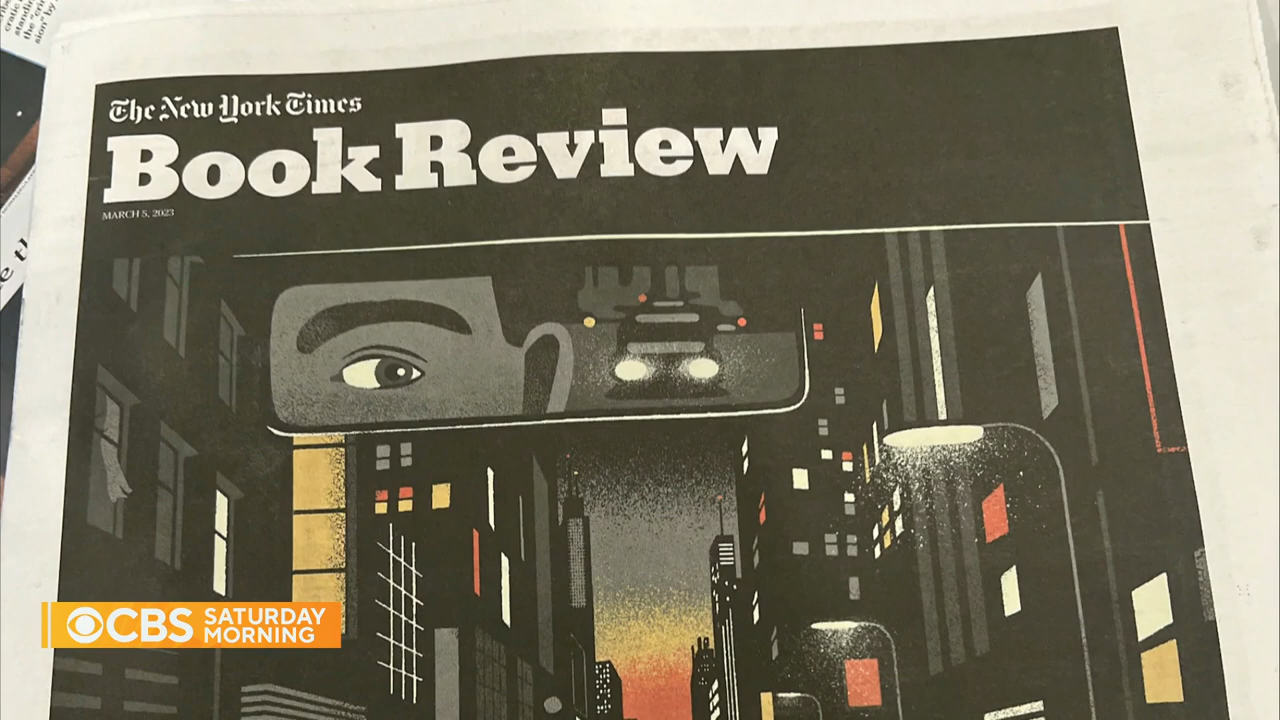 The New York Times
Book Review
MARCH 5, 2023
CBS SATURDAY
MORNING